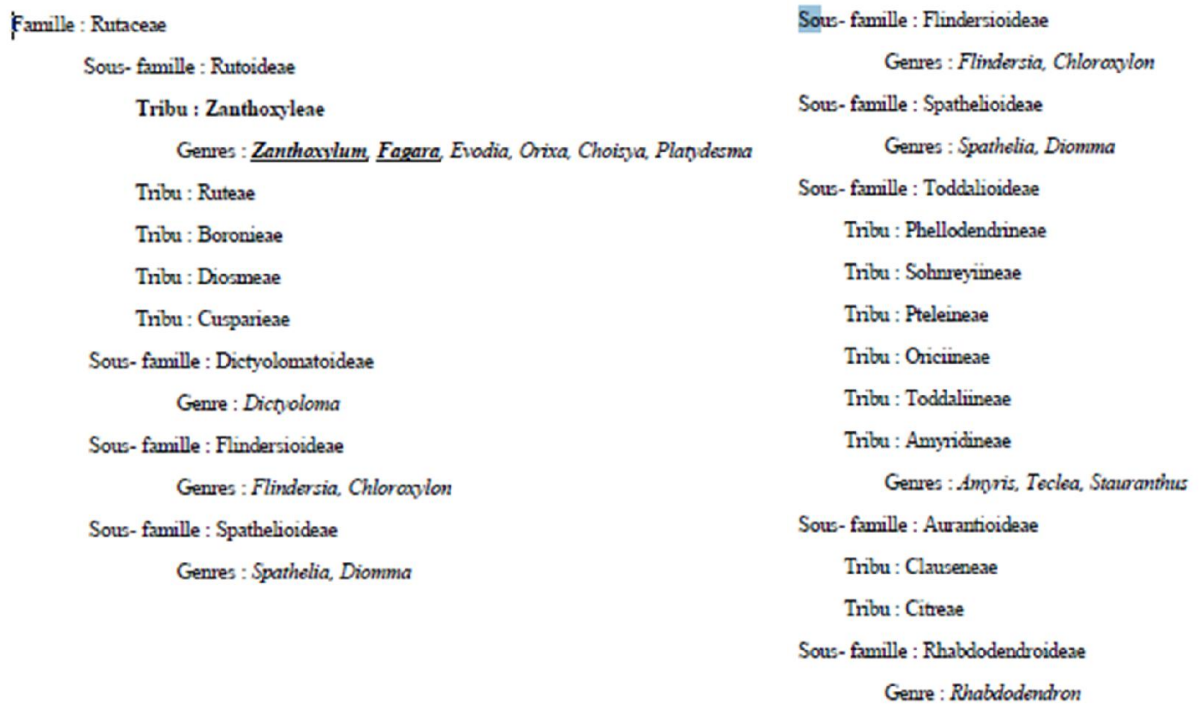 Famille : Rutaceae
Sous- famille : Rutoideae
Tribu : Zanthoxyleae
Genres : Zanthoxylum, Fagara, Evodia, Orixa, Choisya, Platydesma
Tribu : Ruteae
Tribu : Boronieae
Tribu : Diosmeae
Tribu : Cusparieae
Sous- famille : Dictyolomatoideae
Genre : Dictyoloma
Sous- famille : Flindersioideae
Genres : Flindersia, Chloroxylon
Sous- famille : Spathelioideae
Genres : Spathelia, Diomma
Sous- famille : Flindersioideae
Genres : Flindersia, Chloroxylon
Sous- famille : Spathelioideae
Genres : Spathelia, Diomma
Sous- famille : Toddalioideae
Tribu : Phellodendrineae
Tribu : Sohnreyiineae
Tribu : Pteleineae
Tribu : Oriciineae
Tribu : Toddaliineae
Tribu : Amyridineae
Genres : Amyris, Teclea, Stauranthus
Sous- famille : Aurantioideae
Tribu : Clauseneae
Tribu : Citreae
Sous- famille : Rhabdodendroideae
Genre : Rhabdodendron